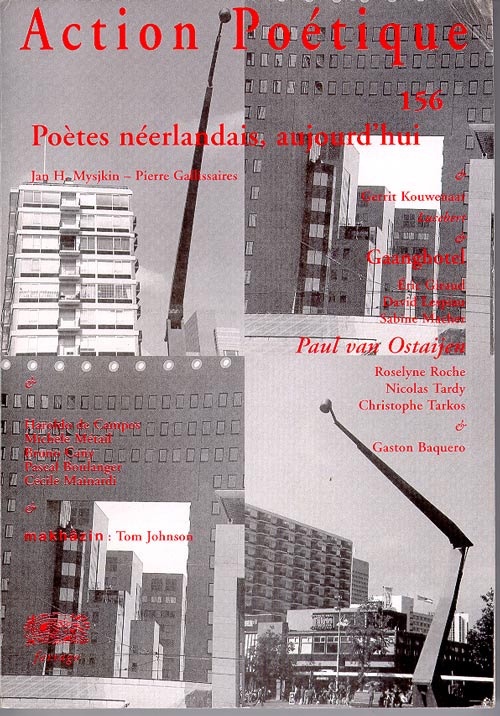 Action Poétique
156
Poètes néerlandais, aujourd'hui
Jan H. Mysjkin – Pierre Gallissaires
&
Gerrit Kouwenaar
Lucebert
&
Gaanghotel
Éric Giraud
David Lespiau
Sabine Macher
Paul van Ostaijen
Roselyne Roche
Nicolas Tardy
Christophe Tarkos
&
Gaston Baquero
&
Haroldo de Campos
Michèle Métail
Bruno Cany
Pascal Boulanger
Cécile Mainardi
&
makhâzin : Tom Johnson
farrago